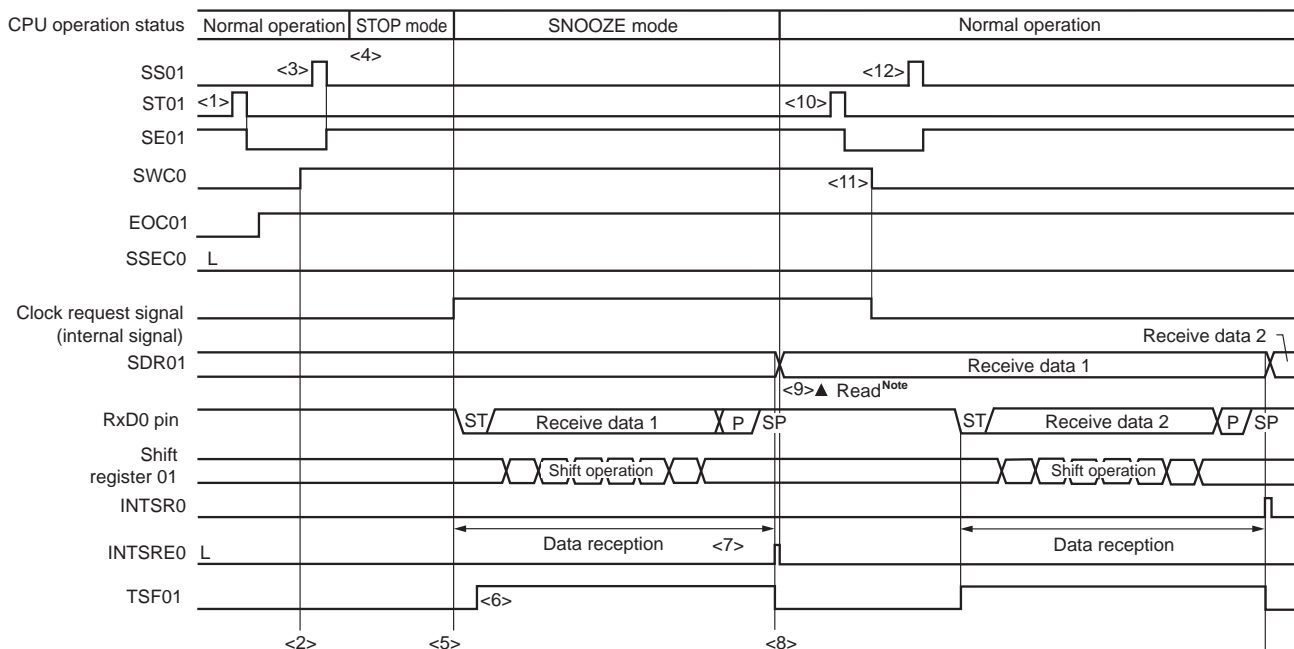 CPU operation status Normal operation STOP mode SNOOZE mode Normal operation
<4>
SS01 <3> <12>
ST01 <1> <10>
SE01
SWC0 <11>
EOC01
SSEC0 L
Clock request signal
(internal signal)
Receive data 2
SDR01 Receive data 1
<9>▲ Read Note
RxD0 pin ST Receive data 1 P SP ST Receive data 2 P SP
Shift
register 01 Shift operation Shift operation
INTSR0
Data reception <7> Data reception
INTSRE0 L
TSF01 <6>
<2> <5> <8>